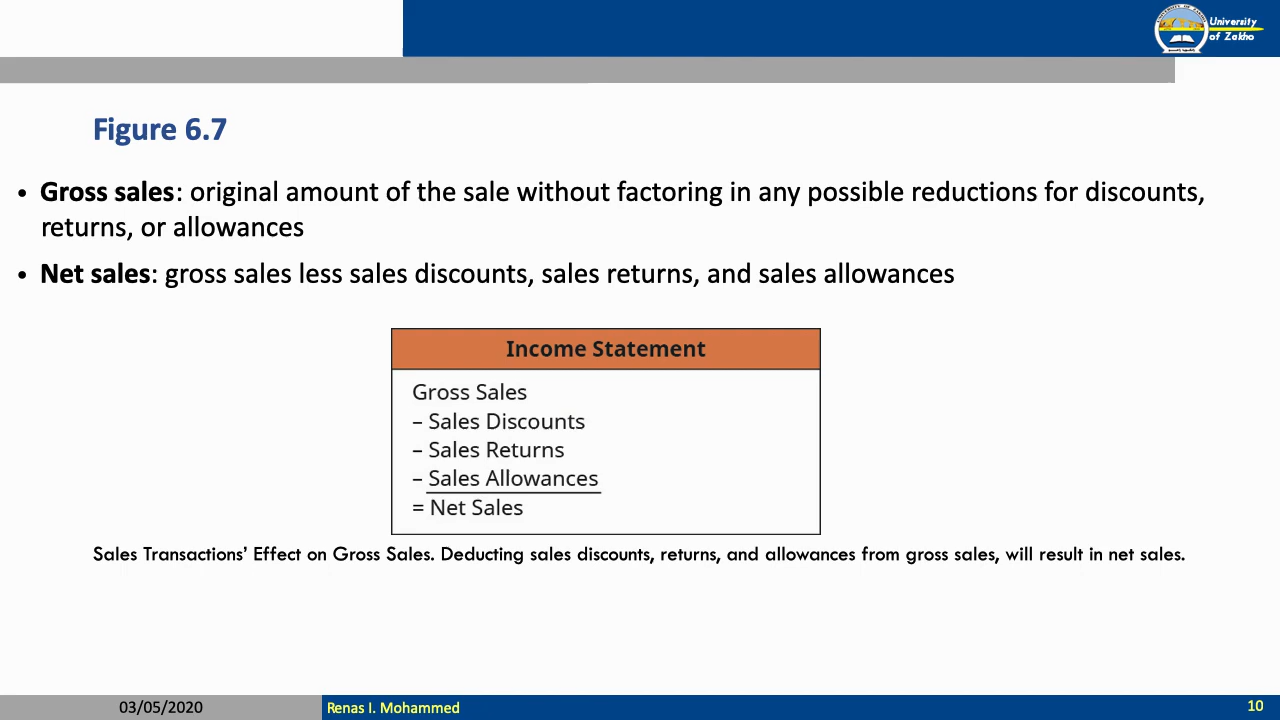 University
of Zakho
Figure 6.7
• Gross sales: original amount of the sale without factoring in any possible reductions for discounts,
returns, or allowances
• Net sales: gross sales less sales discounts, sales returns, and sales allowances
Income Statement
Gross Sales
– Sales Discounts
– Sales Returns
– Sales Allowances
= Net Sales
Sales Transactions’ Effect on Gross Sales. Deducting sales discounts, returns, and allowances from gross sales, will result in net sales.
03/05/2020
Renas I. Mohammed
10